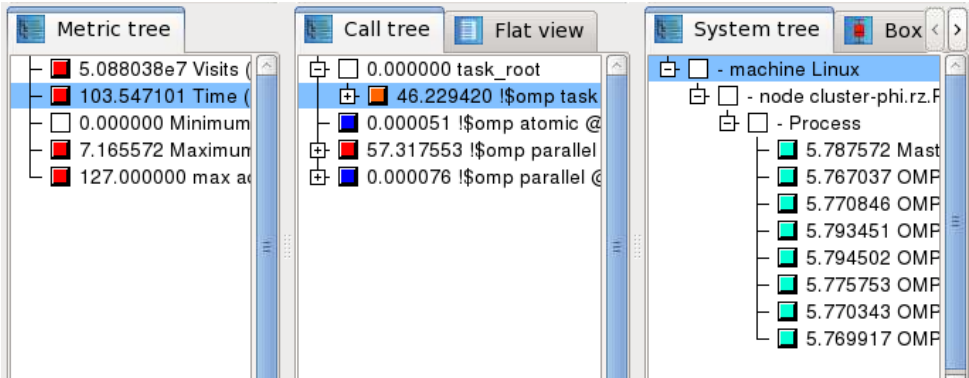 Metric tree
5.088038e7 Visits (
103.547101 Time (
0.000000 Minimum
7.165572 Maximum
127.000000 max ac
Call tree
Flat view
0.000000 task_root
46.229420 !$omp task
0.000051 !$omp atomic @
57.317553 !$omp parallel
0.000076 !$omp parallel @
System tree
Box
- machine Linux
- node cluster-phi.rz.R
- Process
5.787572 Mast
5.767037 OMP
5.770846 OMP
5.793451 OMP
5.794502 OMP
5.775753 OMP
5.770343 OMP
5.769917 OMP